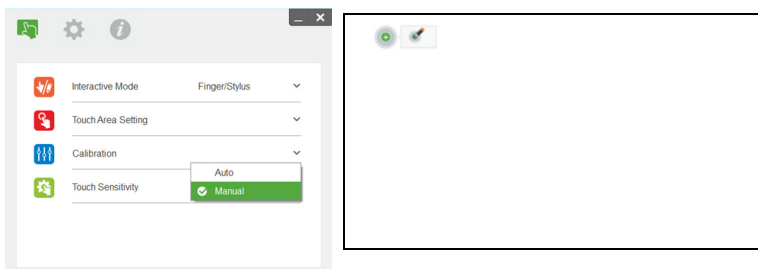 Interactive Mode Finger/Stylus
Touch Area Setting
Calibration
Auto
Touch Sensitivity Manual